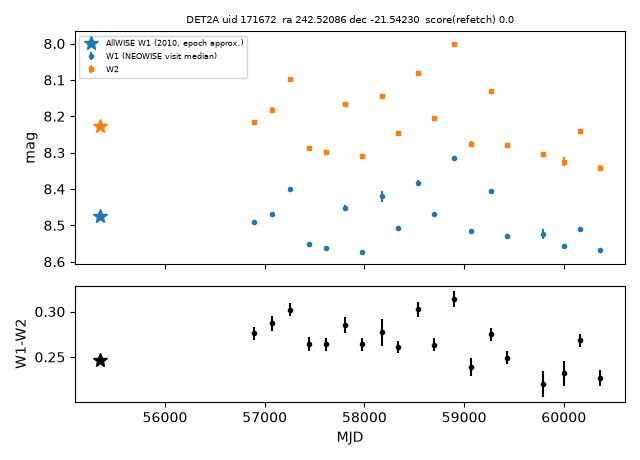 DET2A uid 171672  ra 242.52086 dec -21.54230  score(refetch) 0.0
AllWISE W1 (2010, epoch approx.)
W1 (NEOWISE visit median)
W2
8.0
8.1
8.2
8.3
8.4
8.5
8.6
mag
0.30
0.25
W1-W2
56000
57000
58000
59000
60000
MJD